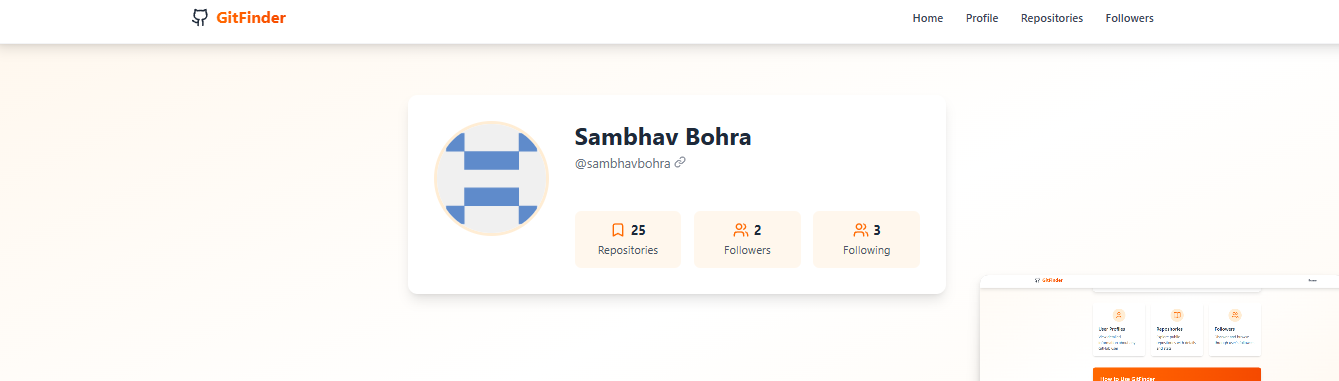 GitFinder
Home Profile Repositories Followers
Sambhav Bohra
@sambhavbohra
25 2 3
Repositories Followers Following
GitFinder
User Profiles Repositories Followers
How to Use GitFinder